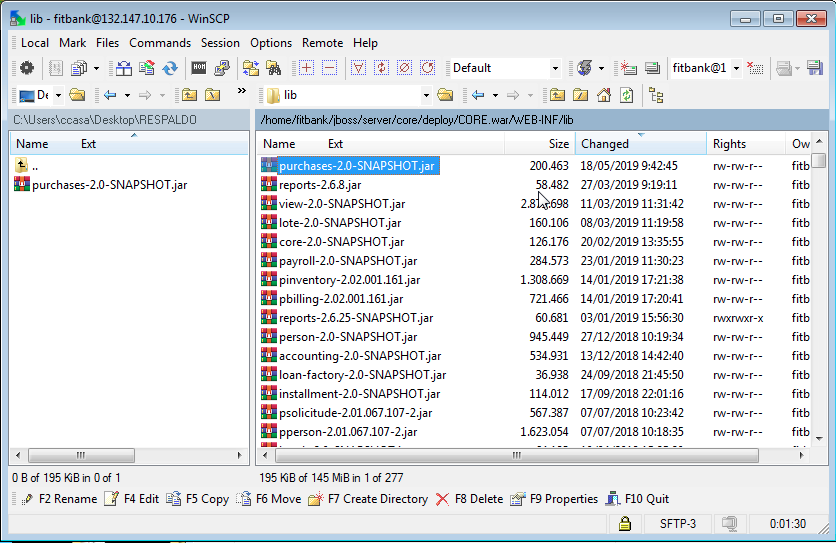 lib - fitbank@132.147.10.176 - WinSCP
Local Mark Files Commands Session Options Remote Help
Default fitbank@1
De lib
C:\Users\ccasa\Desktop\RESPALDO /home/fitbank/jboss/server/core/deploy/CORE.war/WEB-INF/lib
Name Ext Name Ext Size Changed Rights Ow
.. purchases-2.0-SNAPSHOT.jar 200.463 18/05/2019 9:42:45 rw-rw-r-- fitb
purchases-2.0-SNAPSHOT.jar reports-2.6.8.jar 58.482 27/03/2019 9:19:11 rw-rw-r-- fitb
view-2.0-SNAPSHOT.jar 11/03/2019 11:31:42 rw-rw-r-- fitb
lote-2.0-SNAPSHOT.jar 160.106 08/03/2019 11:19:58 rw-rw-r-- fitb
core-2.0-SNAPSHOT.jar 126.176 20/02/2019 13:35:55 rw-rw-r-- fitb
payroll-2.0-SNAPSHOT.jar 284.573 23/01/2019 11:30:23 rw-rw-r-- fitb
pinventory-2.02.001.161.jar 1.308.669 14/01/2019 17:21:38 rw-rw-r-- fitb
pbilling-2.02.001.161.jar 721.466 14/01/2019 17:20:41 rw-rw-r-- fitb
reports-2.6.25-SNAPSHOT.jar 60.681 03/01/2019 15:56:30 rwxrwxr-x fitb
person-2.0-SNAPSHOT.jar 945.449 27/12/2018 10:19:34 rw-rw-r-- fitb
accounting-2.0-SNAPSHOT.jar 534.931 13/12/2018 14:42:40 rw-rw-r-- fitb
loan-factory-2.0-SNAPSHOT.jar 36.938 24/09/2018 21:45:50 rw-rw-r-- fitb
installment-2.0-SNAPSHOT.jar 114.012 17/09/2018 22:01:16 rw-rw-r-- fitb
psolicitude-2.01.067.107-2.jar 567.387 07/07/2018 10:23:42 rw-rw-r-- fitb
pperson-2.01.067.107-2.jar 1.623.054 07/07/2018 10:18:35 rw-rw-r-- fitb
0 B of 195 KiB in 0 of 1 195 KiB of 145 MiB in 1 of 277
F2 Rename F4 Edit F5 Copy F6 Move F7 Create Directory F8 Delete F9 Properties F10 Quit
SFTP-3 0:01:30